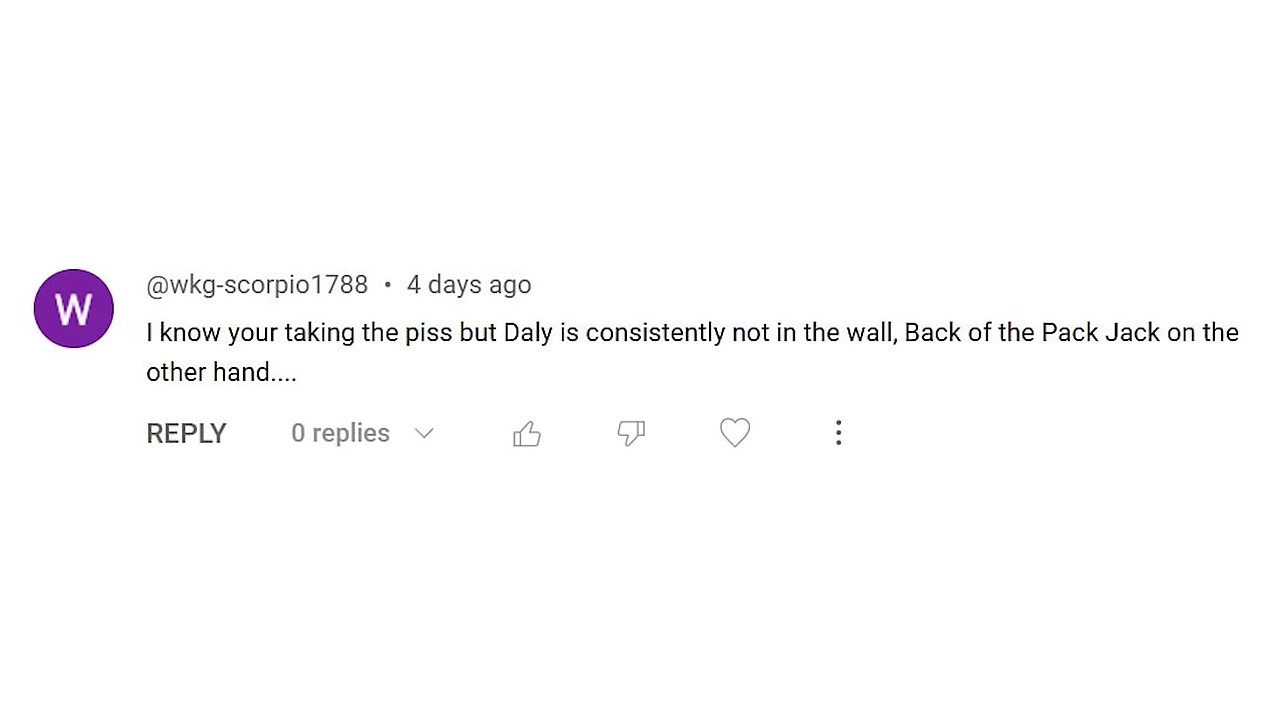 W
@wkg-scorpio1788 • 4 days ago
I know your taking the piss but Daly is consistently not in the wall, Back of the Pack Jack on the
other hand....
REPLY 0 replies